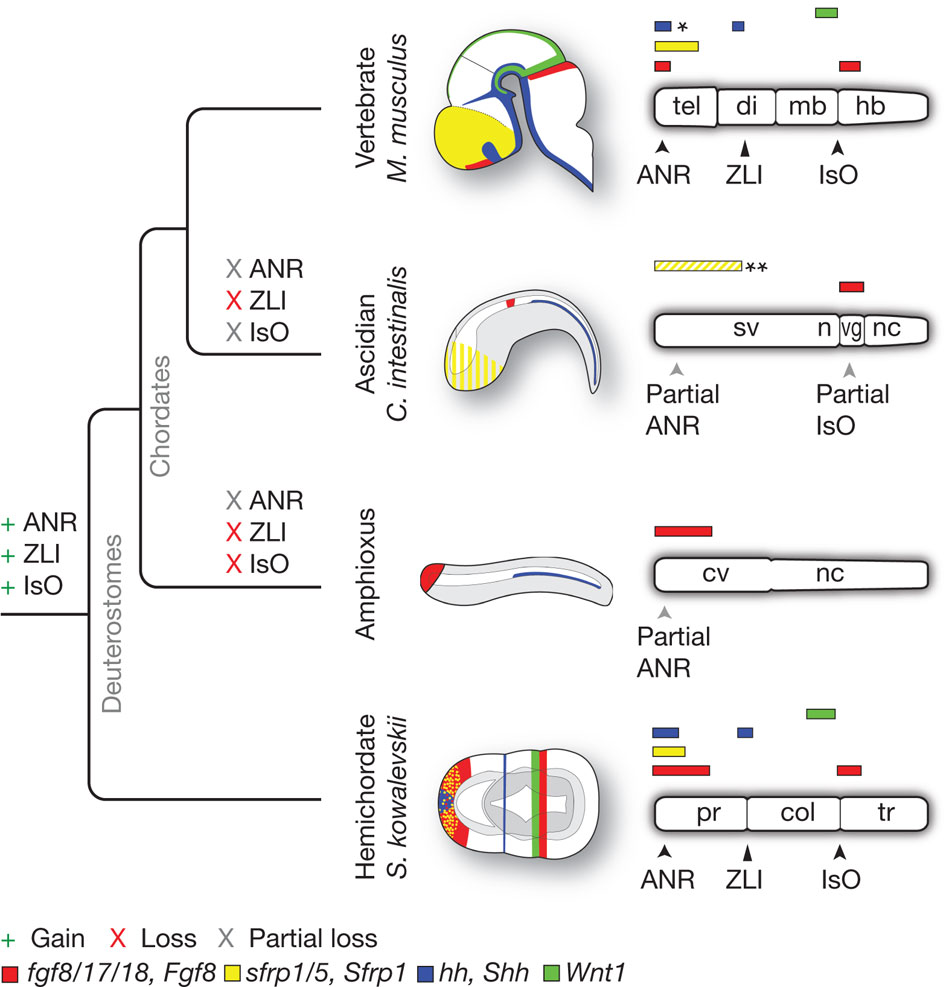 Vertebrate
M. musculus
*
tel di mb hb
ANR ZLI IsO
X ANR
X ZLI
X IsO
Ascidian
C. intestinalis
**
sv n vg nc
Partial
ANR
Partial
IsO
Chordates
X ANR
X ZLI
X IsO
+ ANR
+ ZLI
+ IsO
Deuterostomes
Amphioxus
cv nc
Partial
ANR
Hemichordate
S. kowalevskii
pr col tr
ANR ZLI IsO
+ Gain X Loss X Partial loss
fgf8/17/18, Fgf8 sfrp1/5, Sfrp1 hh, Shh Wnt1